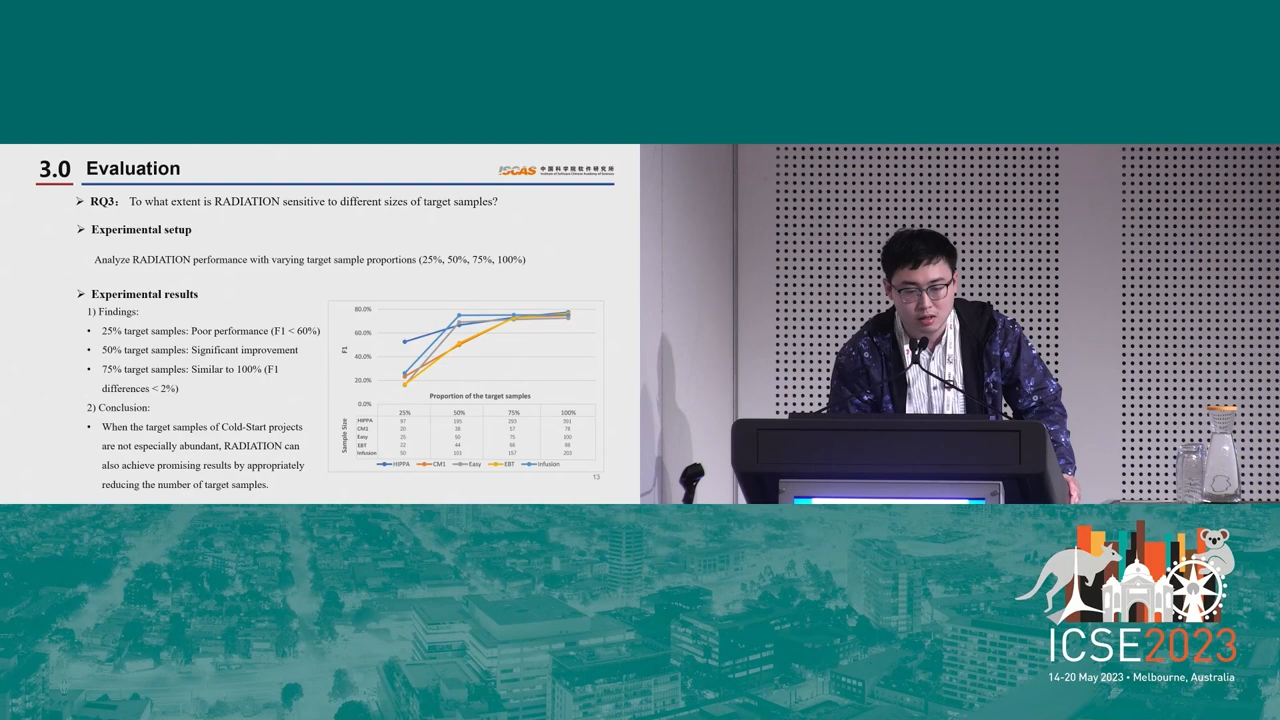 3.0 Evaluation
ISCAS 中国科学院软件研究所
Institute of Software Chinese Academy of Sciences
➢ RQ3： To what extent is RADIATION sensitive to different sizes of target samples?
➢ Experimental setup
Analyze RADIATION performance with varying target sample proportions (25%, 50%, 75%, 100%)
➢ Experimental results
1) Findings:
• 25% target samples: Poor performance (F1 < 60%)
• 50% target samples: Significant improvement
• 75% target samples: Similar to 100% (F1
differences < 2%)
2) Conclusion:
• When the target samples of Cold-Start projects
are not especially abundant, RADIATION can
also achieve promising results by appropriately
reducing the number of target samples.
80.0%
60.0%
40.0%
20.0%
0.0%
F1
Proportion of the target samples
25% 50% 75% 100%
Sample Size
HIPPA 97 195 293 391
CM1 20 38 57 78
Easy 25 50 75 100
EBT 22 44 66 88
Infusion 50 101 157 203
HIPPA CM1 Easy EBT Infusion
13
ICSE2023
14-20 May 2023 • Melbourne, Australia